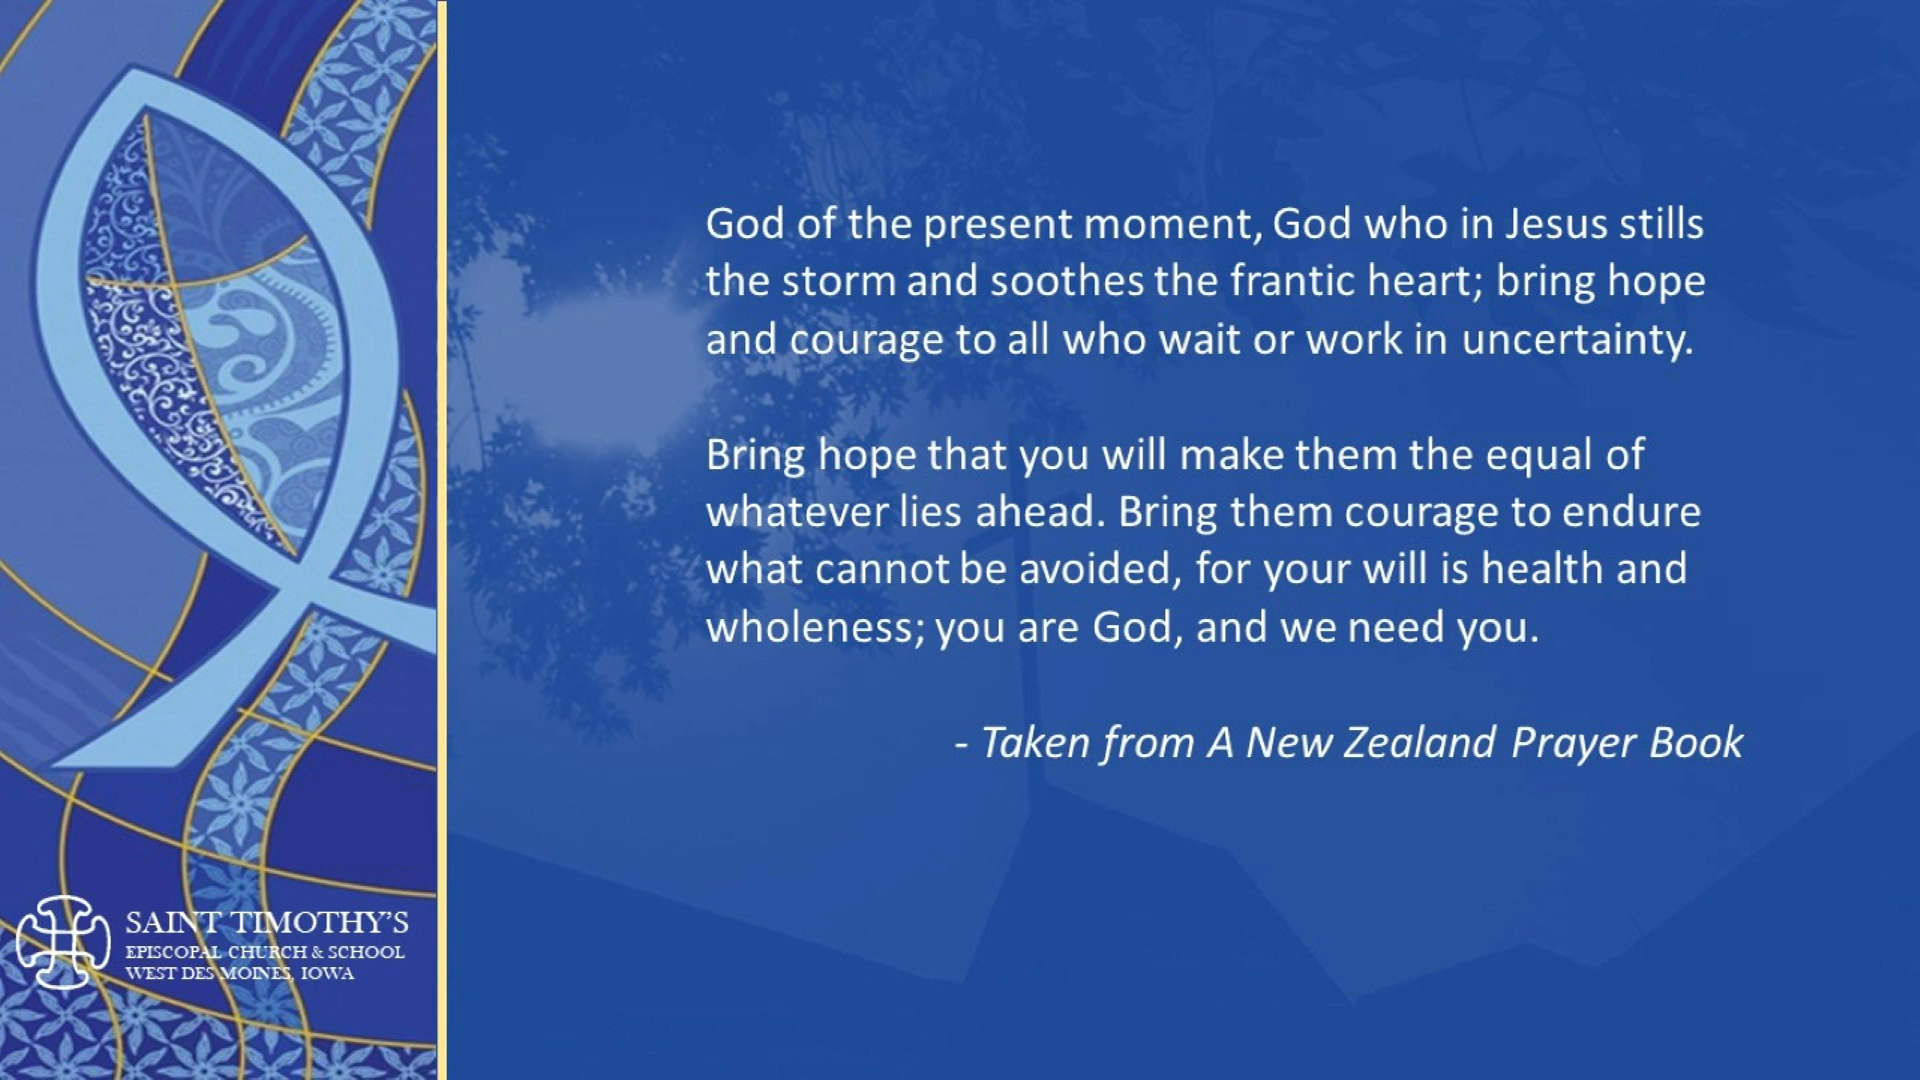 God of the present moment, God who in Jesus stills
the storm and soothes the frantic heart; bring hope
and courage to all who wait or work in uncertainty.
Bring hope that you will make them the equal of
whatever lies ahead. Bring them courage to endure
what cannot be avoided, for your will is health and
wholeness; you are God, and we need you.
- Taken from A New Zealand Prayer Book
SAINT TIMOTHY'S
EPISCOPAL CHURCH & SCHOOL
WEST DES MOINES, IOWA